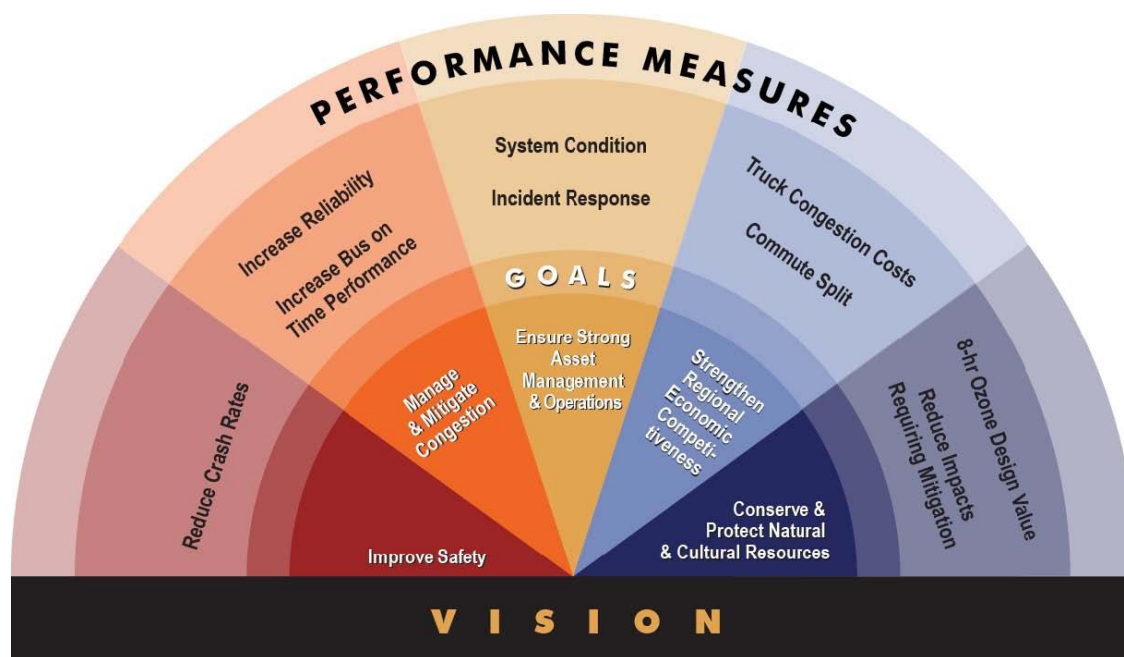 PERFORMANCE MEASURES
Reduce Crash Rates
Increase Reliability
Increase Bus on
Time Performance
System Condition
Incident Response
Truck Congestion Costs
Commute Split
8-hr Ozone Design Value
Reduce Impacts
Requiring Mitigation
GOALS
Improve Safety
Manage
& Mitigate
Congestion
Ensure Strong
Asset
Management
& Operations
Strengthen
Regional
Economic
Competi-
tiveness
Conserve &
Protect Natural
& Cultural Resources
VISION